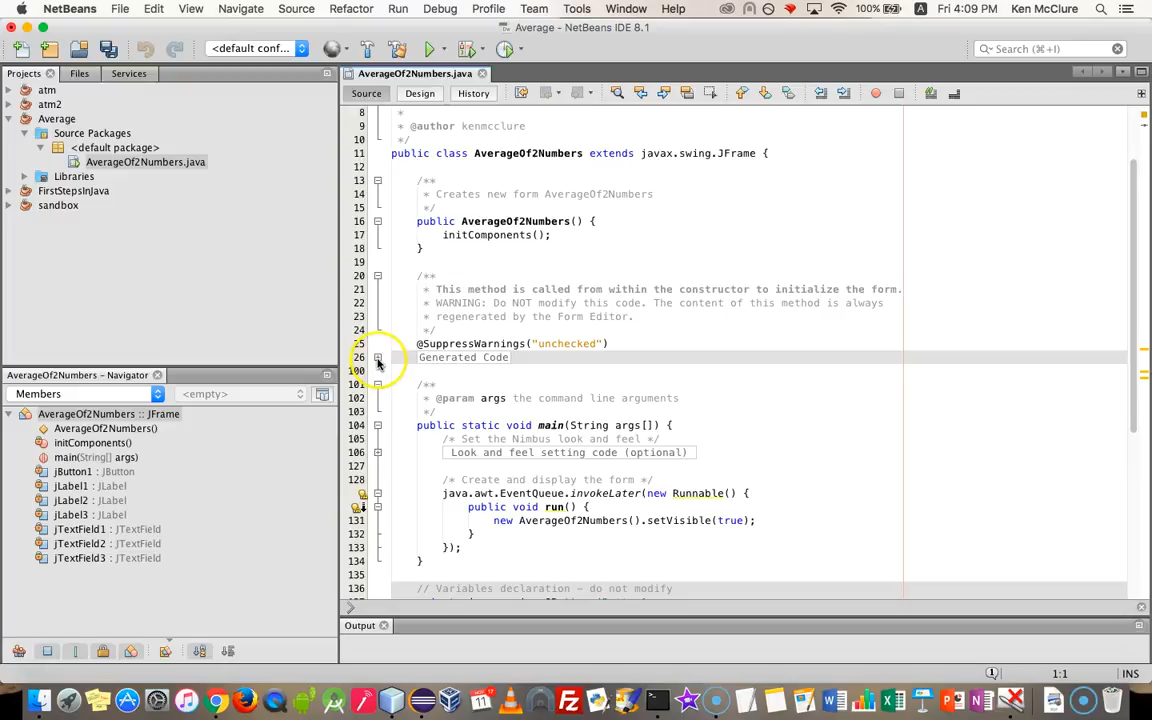 NetBeans File Edit View Navigate Source Refactor Run Debug Profile Team Tools Window Help 100% A Fri 4:09 PM Ken McClure
Average - NetBeans IDE 8.1
<default conf... Search (⌘+I)
Projects Files Services
atm
atm2
Average
Source Packages
<default package>
AverageOf2Numbers.java
Libraries
FirstStepsInJava
sandbox
AverageOf2Numbers.java - Navigator
Members <empty>
AverageOf2Numbers :: JFrame
AverageOf2Numbers()
initComponents()
main(String[] args)
jButton1 : JButton
jLabel1 : JLabel
jLabel2 : JLabel
jLabel3 : JLabel
jTextField1 : JTextField
jTextField2 : JTextField
jTextField3 : JTextField
AverageOf2Numbers.java
Source Design History
8 *
9 * @author kenmcclure
10 */
11 public class AverageOf2Numbers extends javax.swing.JFrame {
12
13 /**
14 * Creates new form AverageOf2Numbers
15 */
16 public AverageOf2Numbers() {
17 initComponents();
18 }
19
20 /**
21 * This method is called from within the constructor to initialize the form.
22 * WARNING: Do NOT modify this code. The content of this method is always
23 * regenerated by the Form Editor.
24 */
25 @SuppressWarnings("unchecked")
26 Generated Code
100
101 /**
102 * @param args the command line arguments
103 */
104 public static void main(String args[]) {
105 /* Set the Nimbus look and feel */
106 Look and feel setting code (optional)
127
128 /* Create and display the form */
java.awt.EventQueue.invokeLater(new Runnable() {
public void run() {
131 new AverageOf2Numbers().setVisible(true);
132 }
133 });
134 }
135
136 // Variables declaration - do not modify
Output
1:1 INS